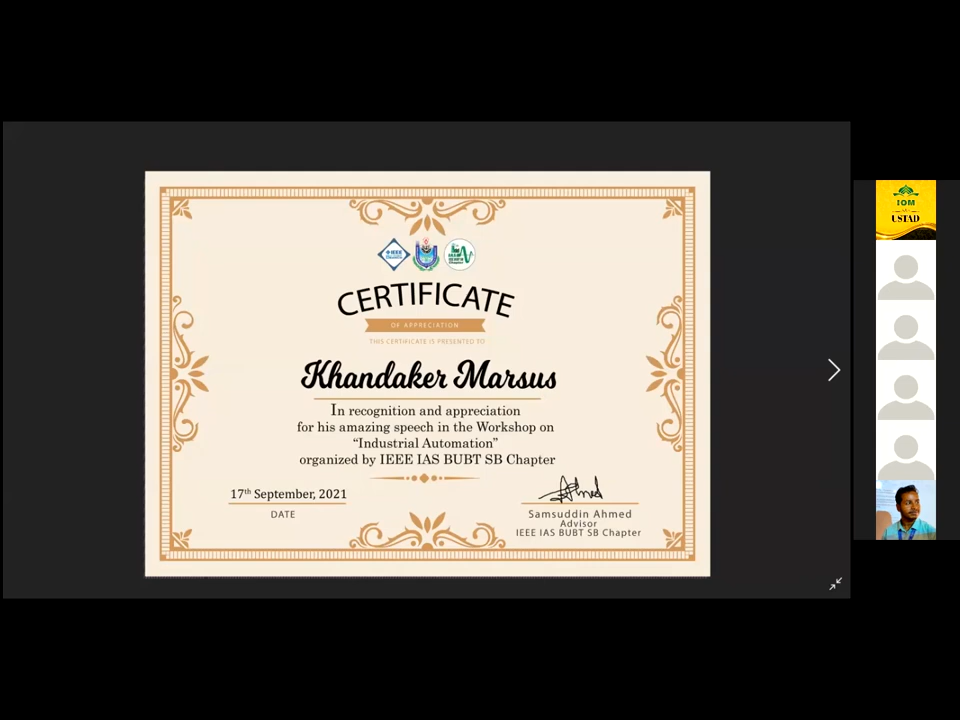 IEEE
CERTIFICATE
OF APPRECIATION
THIS CERTIFICATE IS PRESENTED TO
Khandaker Marsus
In recognition and appreciation
for his amazing speech in the Workshop on
“Industrial Automation”
organized by IEEE IAS BUBT SB Chapter
17th September, 2021
DATE
Ahmed
Samsuddin Ahmed
Advisor
IEEE IAS BUBT SB Chapter
IOM
USTAD